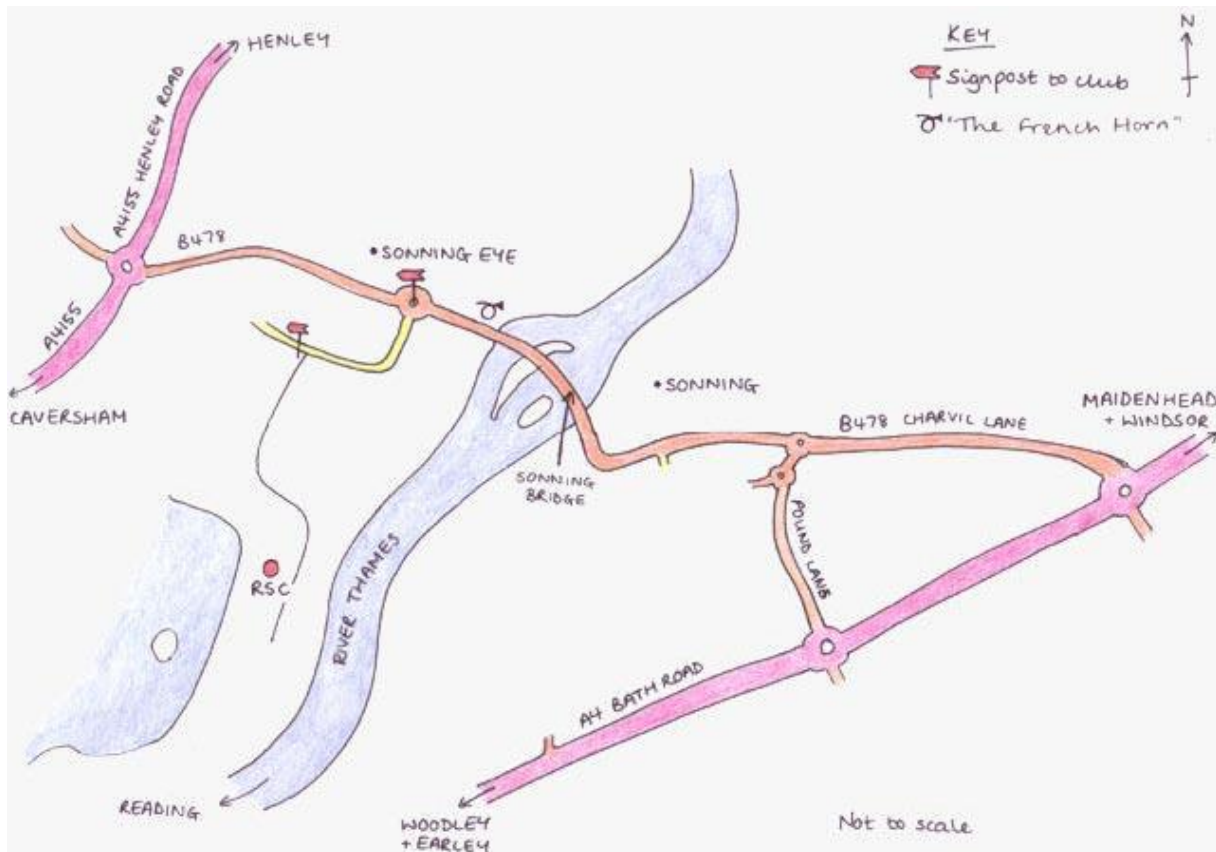 HENLEY
KEY
N
Signpost to club
"The French Horn"
A4155 HENLEY ROAD
B478
• SONNING EYE
A4155
CAVERSHAM
• SONNING
MAIDENHEAD
+ WINDSOR
B478 CHARVIL LANE
SONNING
BRIDGE
POUND LANE
RIVER THAMES
RSC
A4 BATH ROAD
READING
WOODLEY
+ EARLEY
Not to scale